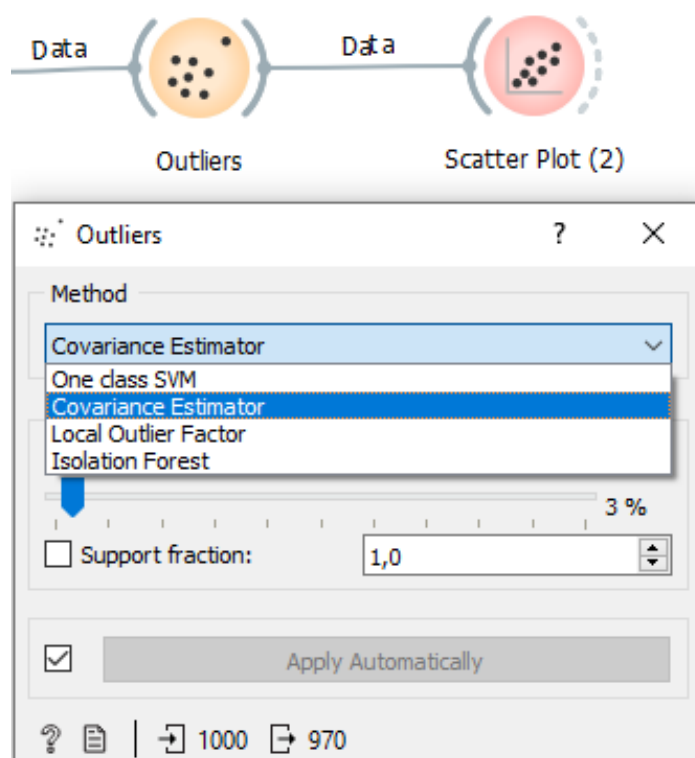 Data
Data
Outliers
Scatter Plot (2)
Outliers
?
Method
Covariance Estimator
One class SVM
Covariance Estimator
Local Outlier Factor
Isolation Forest
3 %
Support fraction:
1,0
Apply Automatically
? 1000 970